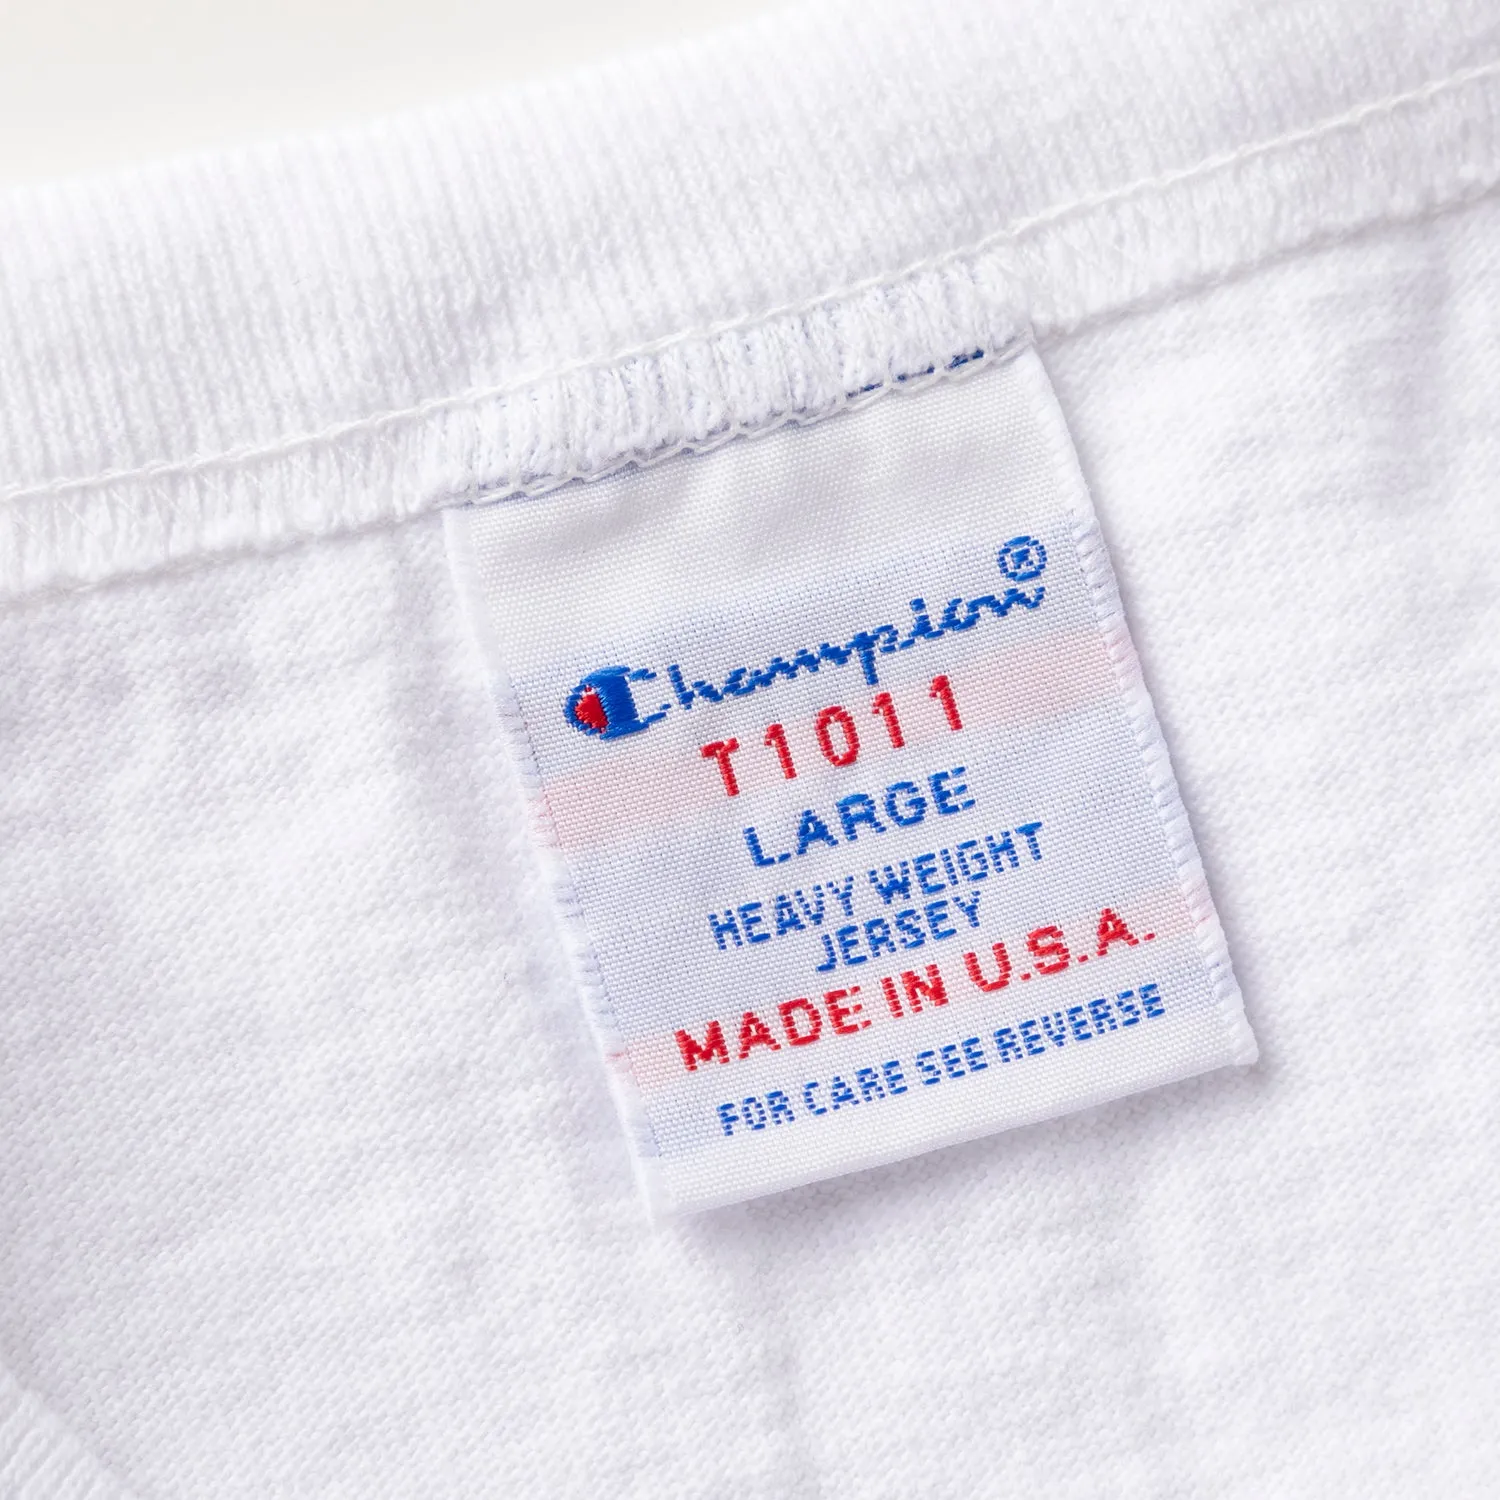 Champion®
T1011
LARGE
HEAVY WEIGHT
JERSEY
MADE IN U.S.A.
FOR CARE SEE REVERSE